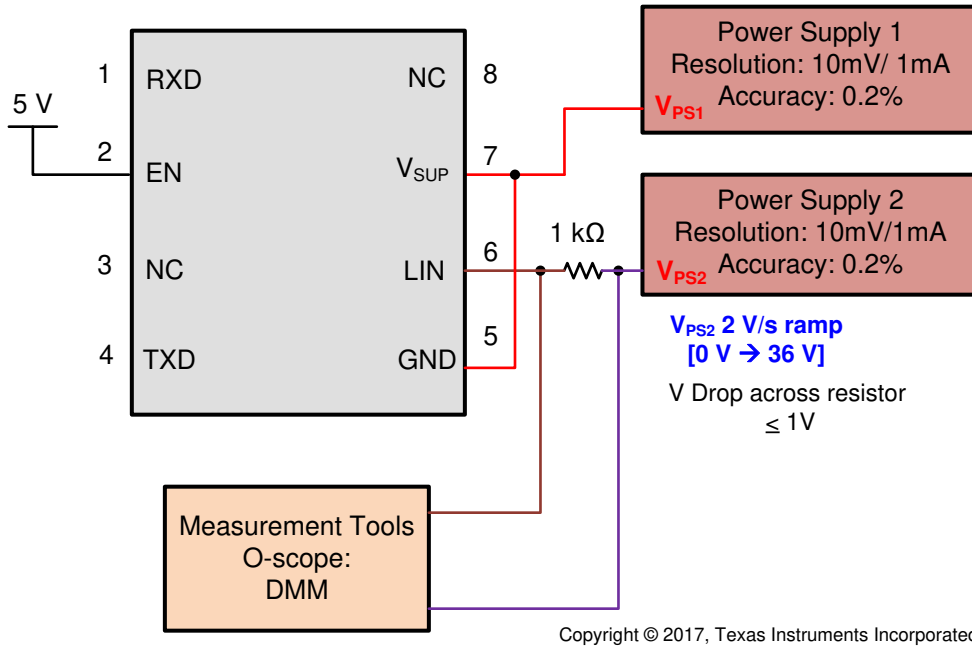 5 V
1
RXD
2
EN
3
NC
4
TXD
NC
8
VSUP
7
LIN
6
GND
5
1 kΩ
Power Supply 1
Resolution: 10mV/ 1mA
Accuracy: 0.2%
VPS1
Power Supply 2
Resolution: 10mV/1mA
Accuracy: 0.2%
VPS2
VPS2 2 V/s ramp
[0 V → 36 V]
V Drop across resistor
≤ 1V
Measurement Tools
O-scope:
DMM
Copyright © 2017, Texas Instruments Incorporated